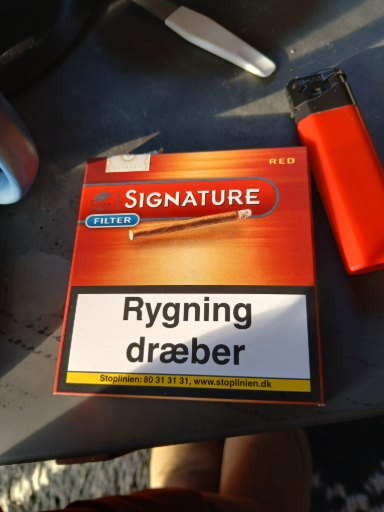 RED
SIGNATURE
FILTER
Rygning
dræber
Stoplinien: 80 31 31 31, www.stoplinien.dk